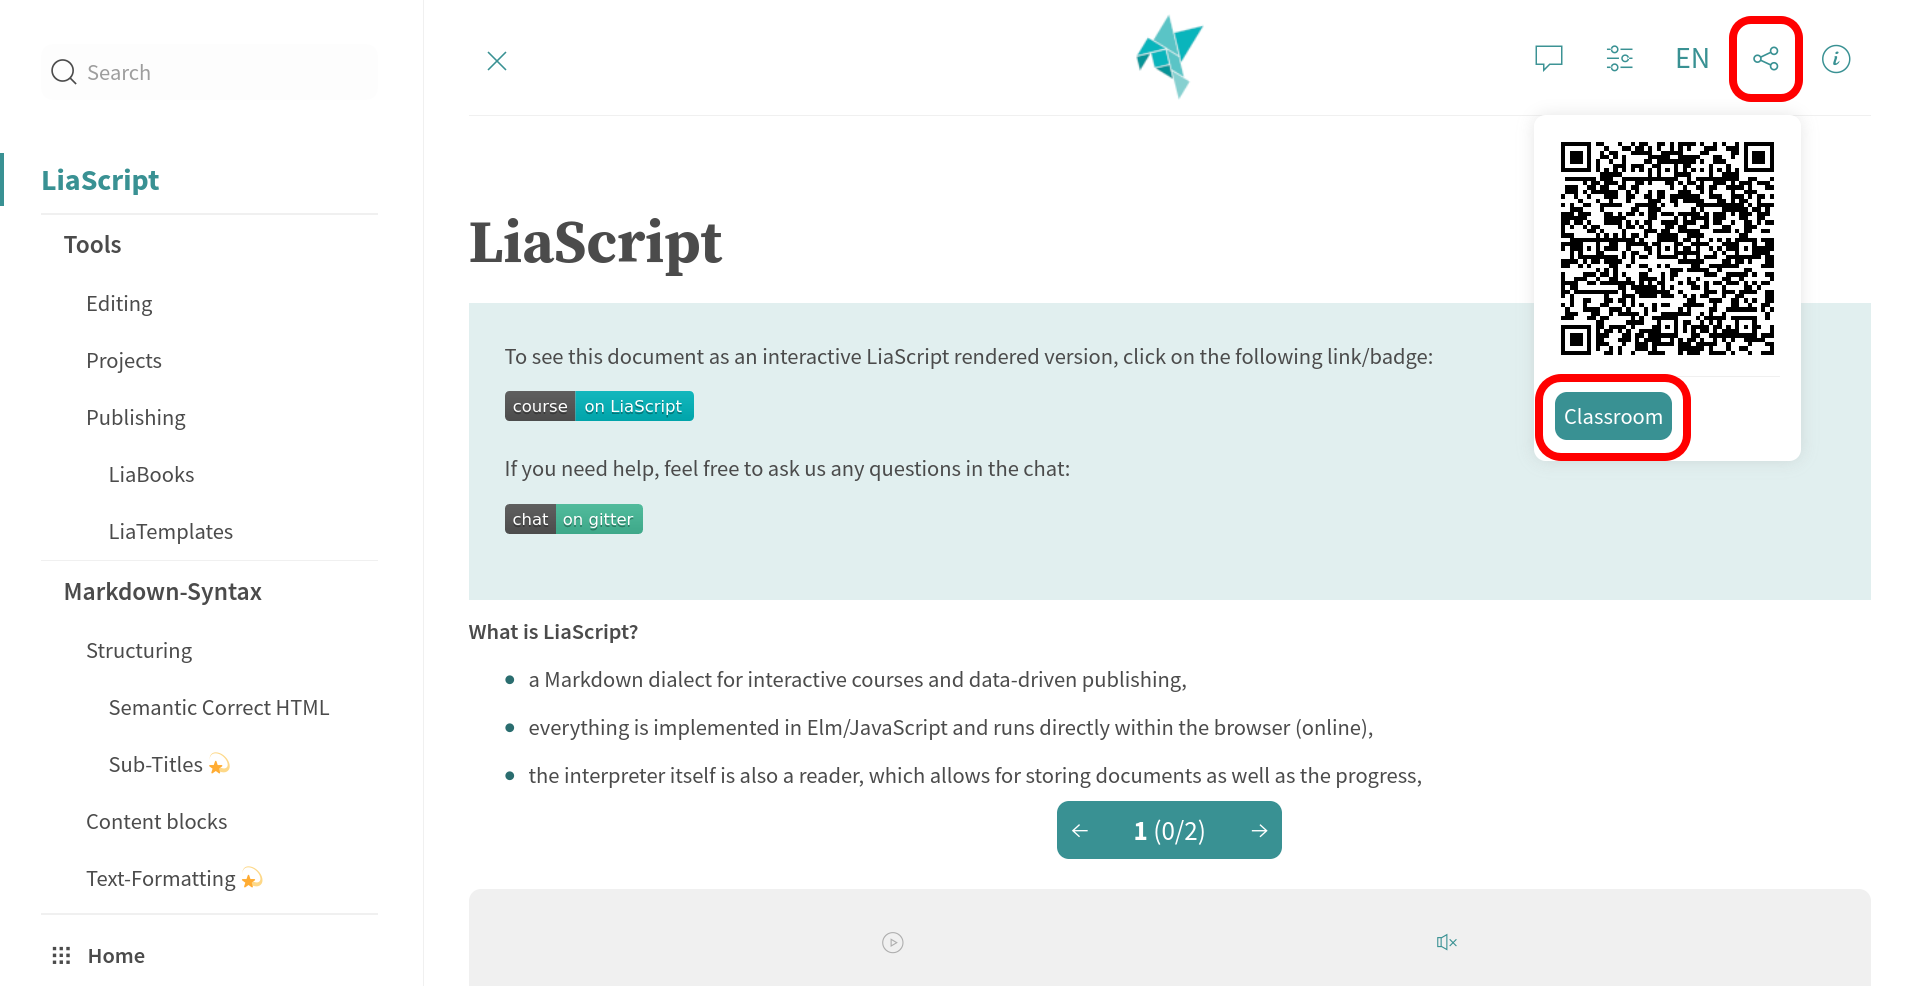 Search
LiaScript
Tools
Editing
Projects
Publishing
LiaBooks
LiaTemplates
Markdown-Syntax
Structuring
Semantic Correct HTML
Sub-Titles
Content blocks
Text-Formatting
Home
EN
Classroom
LiaScript
To see this document as an interactive LiaScript rendered version, click on the following link/badge:
course on LiaScript
If you need help, feel free to ask us any questions in the chat:
chat on gitter
What is LiaScript?
a Markdown dialect for interactive courses and data-driven publishing,
everything is implemented in Elm/JavaScript and runs directly within the browser (online),
the interpreter itself is also a reader, which allows for storing documents as well as the progress,
1 (0/2)